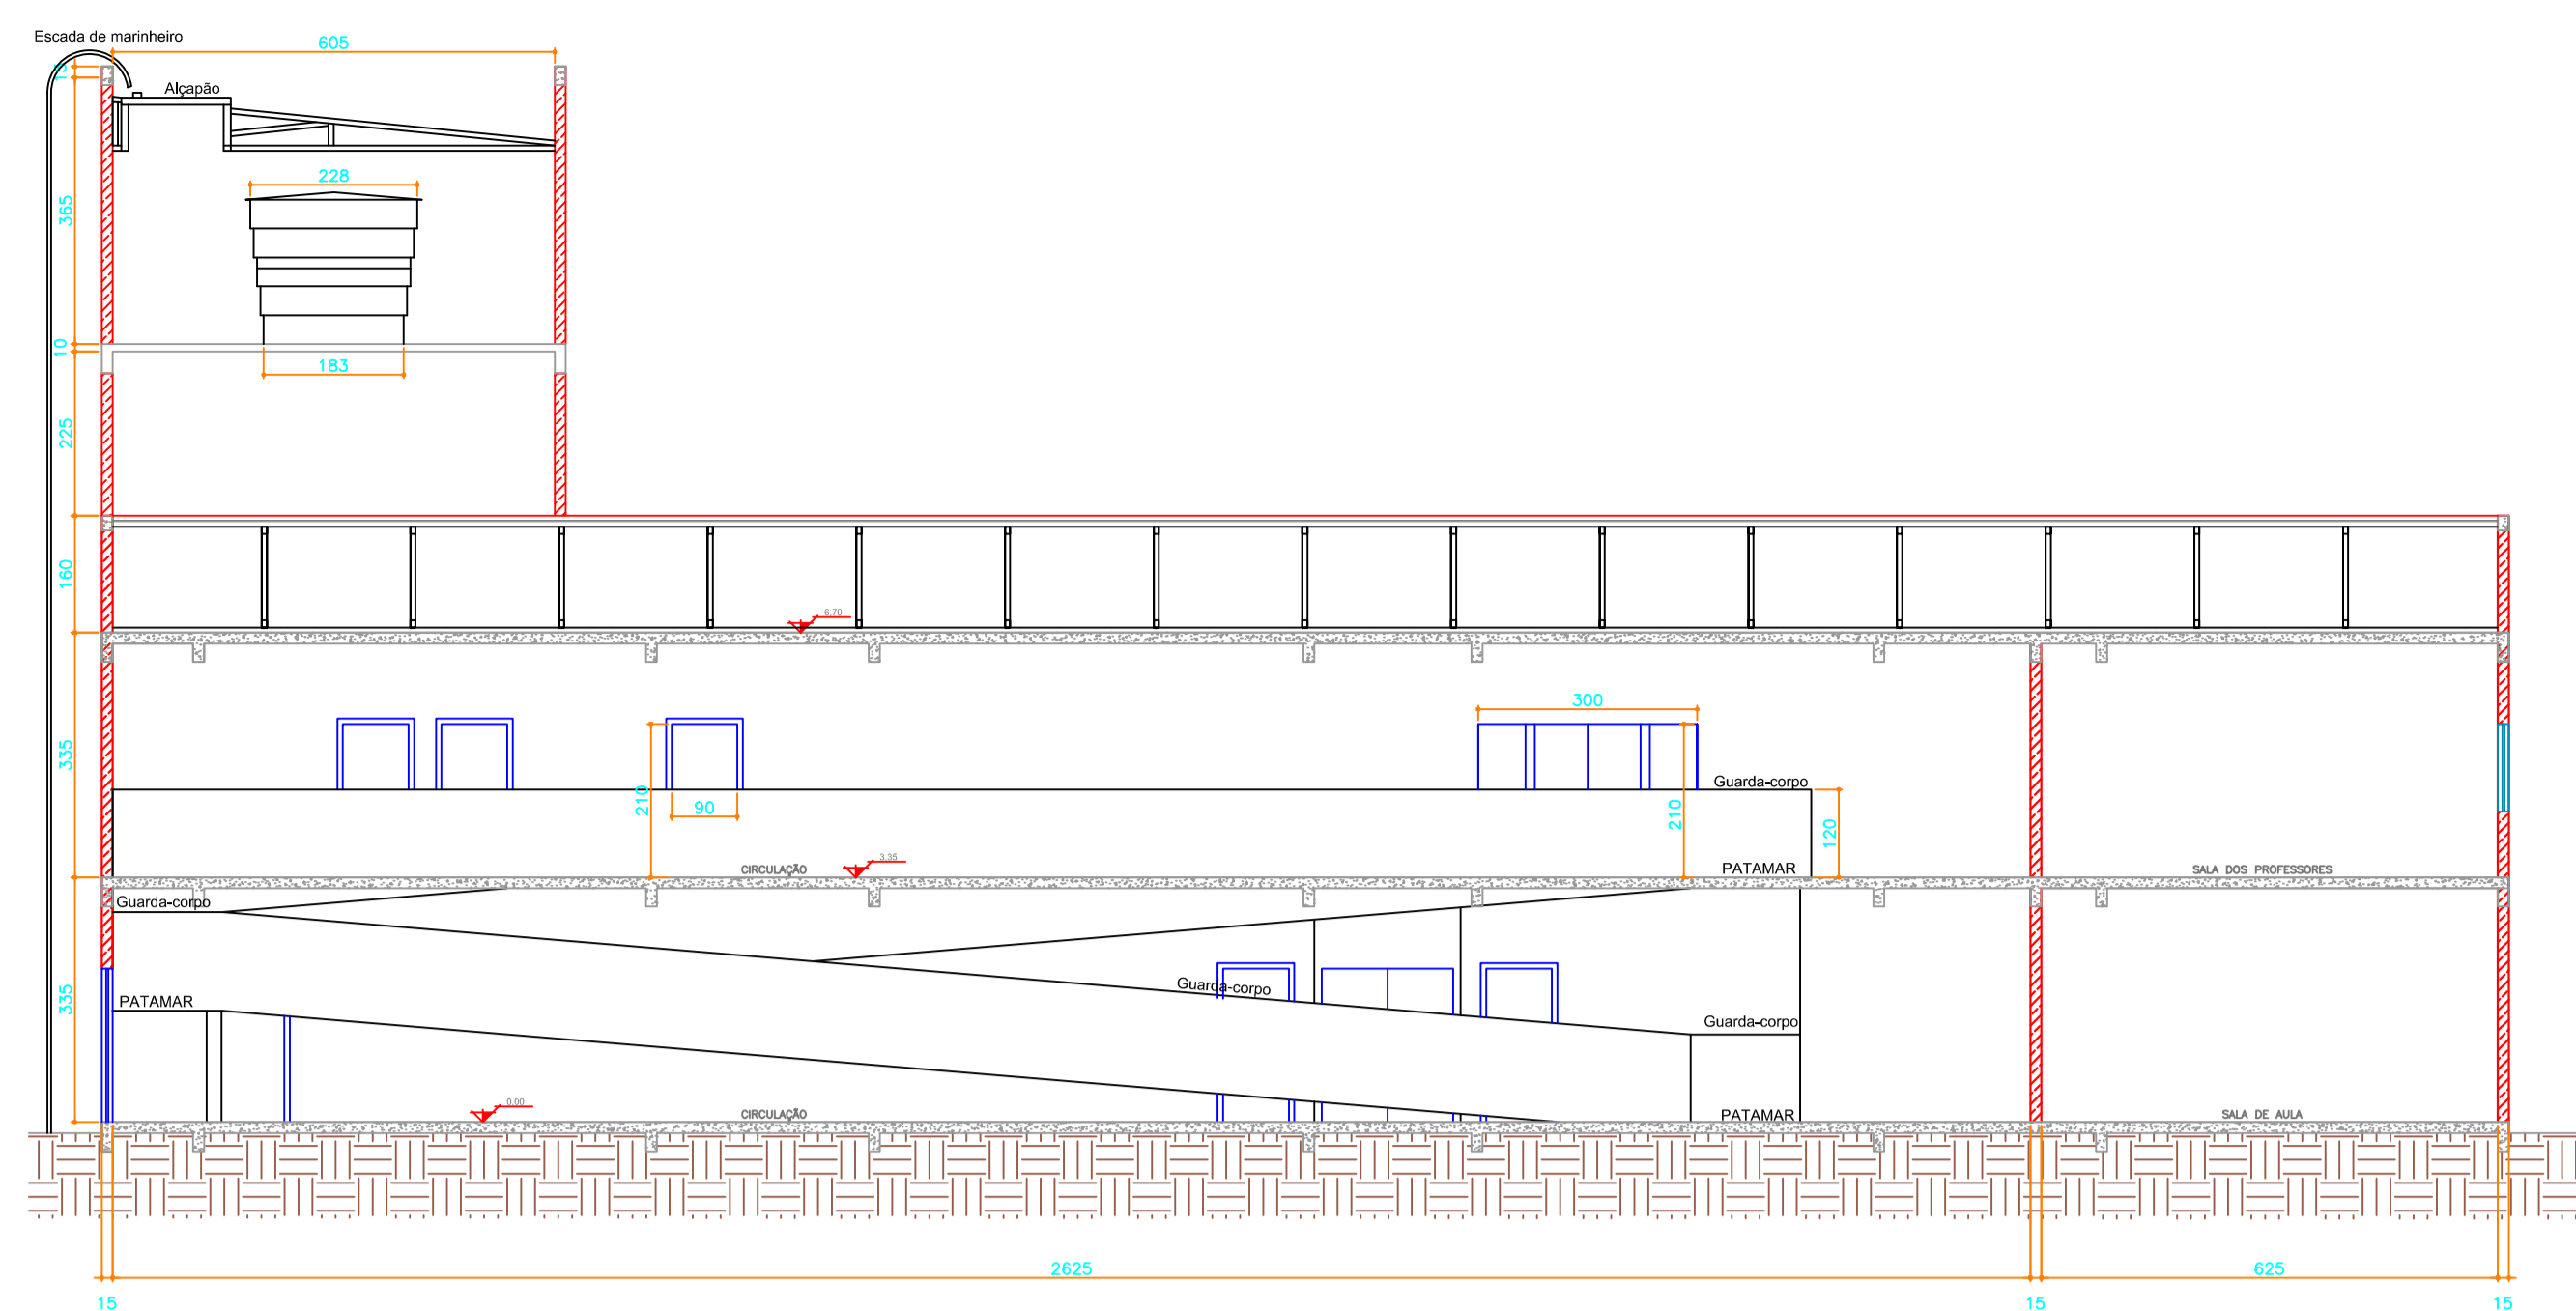 Escada de marinheiro
605
Alçapão
228
365
10
183
225
160
6.70
300
335
210
90
210
Guarda-corpo
120
CIRCULAÇÃO
3.35
PATAMAR
SALA DOS PROFESSORES
Guarda-corpo
Guarda-corpo
335
PATAMAR
Guarda-corpo
0.00
CIRCULAÇÃO
PATAMAR
SALA DE AULA
2625
625
15
15
15